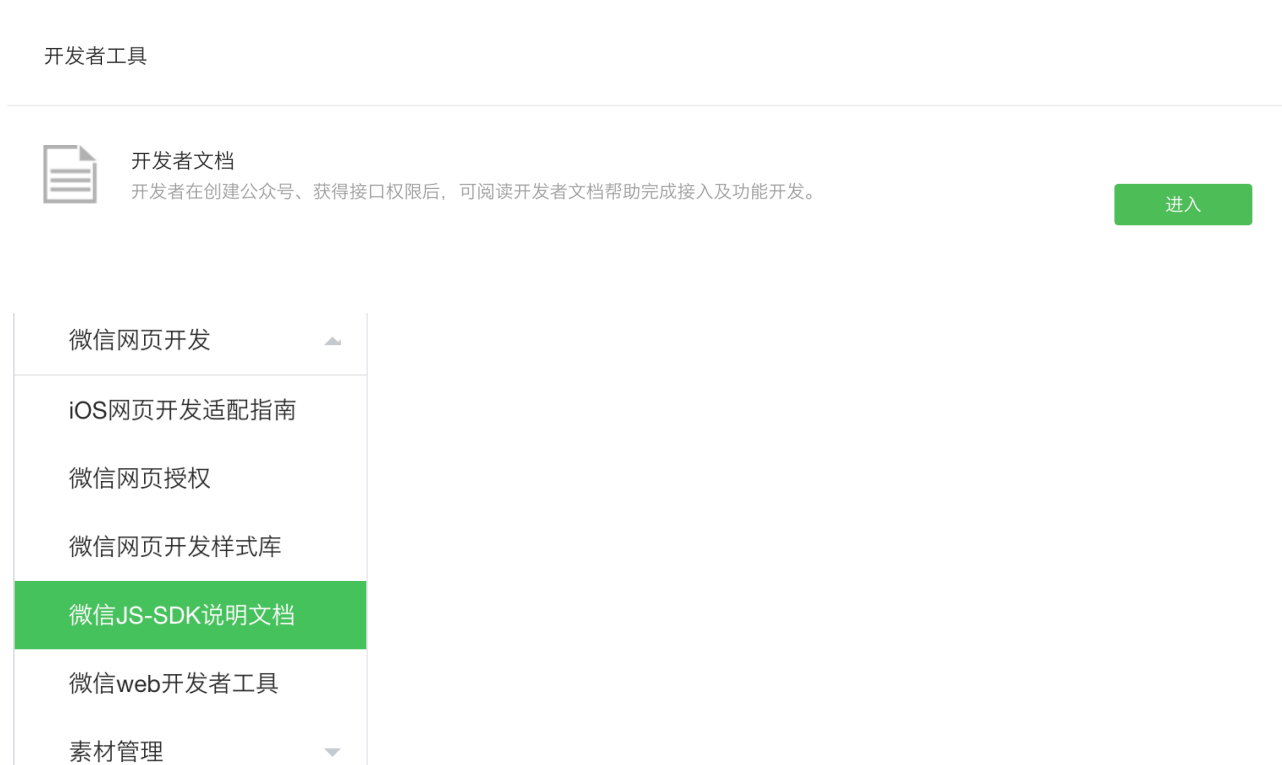 开发者工具
开发者文档
开发者在创建公众号、获得接口权限后，可阅读开发者文档帮助完成接入及功能开发。
进入
微信网页开发
iOS网页开发适配指南
微信网页授权
微信网页开发样式库
微信JS-SDK说明文档
微信web开发者工具
素材管理